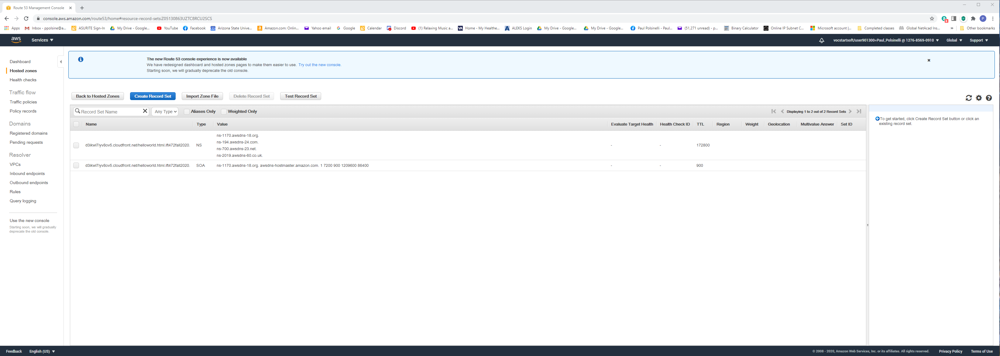 Route 53 Management Console
console.aws.amazon.com/route53/home#resource-record-sets:Z05130863UZTC8RCU2SCS
Apps Inbox - ppolsine@a... ASURITE Sign-In My Drive - Google... YouTube Facebook Arizona State Unive... Amazon.com: Onlin... Yahoo email Google Calendar Discord (1) Relaxing Music a... Home - My Healthe... ALEKS Login My Drive - Google... My Drive - Google... Paul Polsinelli - Paul... (51,271 unread) - p... Binary Calculator Online IP Subnet C... Microsoft account |... Completed classes Global NetAcad Ins... » Other bookmarks
aws Services vocstartsoft/user901300=Paul_Polsinelli @ 1276-8569-0910 Global Support
Dashboard
Hosted zones
Health checks
Traffic flow
Traffic policies
Policy records
Domains
Registered domains
Pending requests
Resolver
VPCs
Inbound endpoints
Outbound endpoints
Rules
Query logging
Use the new console
Starting soon, we will gradually
deprecate the old console.
The new Route 53 console experience is now available
We have redesigned dashboard and hosted zones pages to make them easier to use. Try out the new console.
Starting soon, we will gradually deprecate the old console.
Back to Hosted Zones Create Record Set Import Zone File Delete Record Set Test Record Set
Record Set Name Any Type Aliases Only Weighted Only Displaying 1 to 2 out of 2 Record Sets
Name Type Value Evaluate Target Health Health Check ID TTL Region Weight Geolocation Multivalue Answer Set ID
d3ikwl7iyv8ov5.cloudfront.net/helloworld.html.ift472fall2020. NS ns-1170.awsdns-18.org.
ns-194.awsdns-24.com.
ns-700.awsdns-23.net.
ns-2019.awsdns-60.co.uk. - - 172800
d3ikwl7iyv8ov5.cloudfront.net/helloworld.html.ift472fall2020. SOA ns-1170.awsdns-18.org. awsdns-hostmaster.amazon.com. 1 7200 900 1209600 86400 - - 900
To get started, click Create Record Set button or click an
existing record set.
Feedback English (US) © 2008 - 2020, Amazon Web Services, Inc. or its affiliates. All rights reserved. Privacy Policy Terms of Use